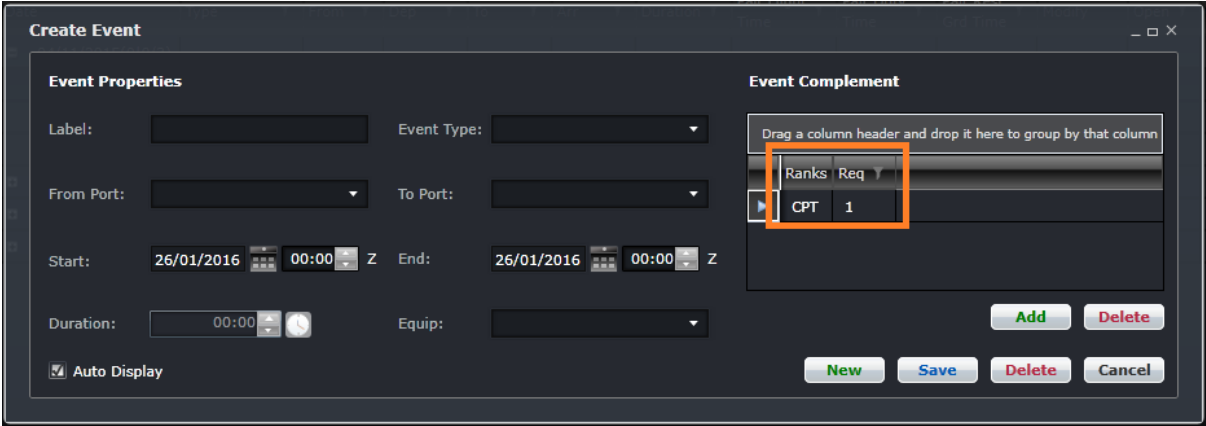 Create Event
Event Properties
Label:
Event Type:
From Port:
To Port:
Start:
26/01/2016
00:00
Z
End:
26/01/2016
00:00
Z
Duration:
00:00
Equip:
Auto Display
Event Complement
Drag a column header and drop it here to group by that column
Ranks Req
CPT 1
Add Delete
New Save Delete Cancel